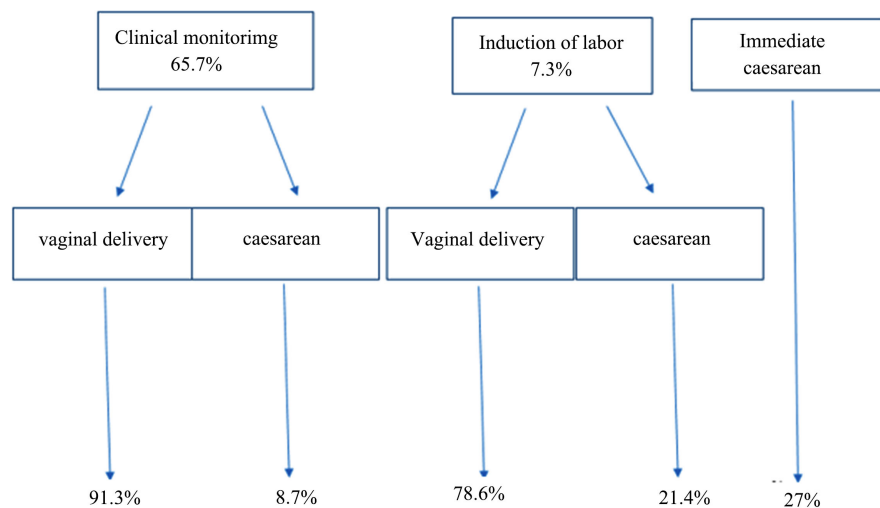 Clinical monitorimg
65.7%
Induction of labor
7.3%
Immediate
caesarean
vaginal delivery
caesarean
Vaginal delivery
caesarean
91.3%
8.7%
78.6%
21.4%
27%